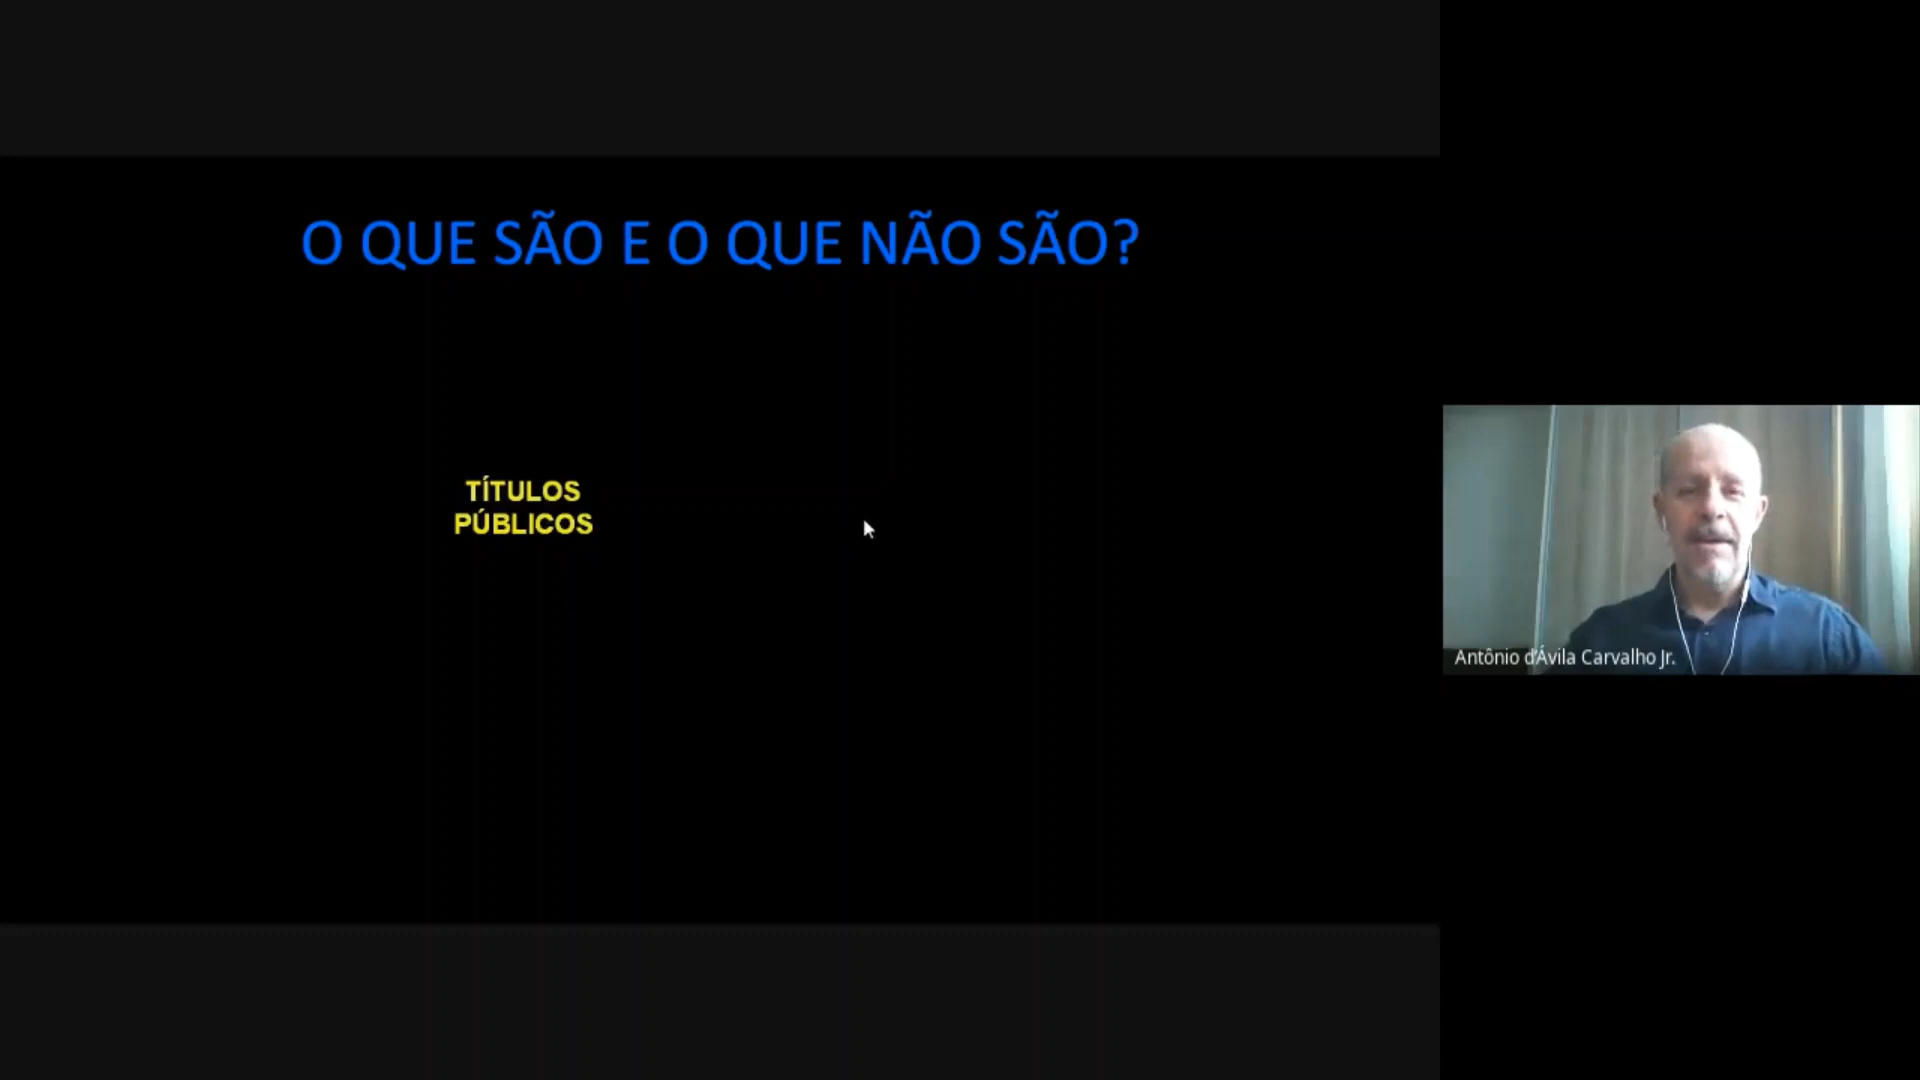 O QUE SÃO E O QUE NÃO SÃO?
TÍTULOS
PÚBLICOS
Antônio d'Ávila Carvalho Jr.